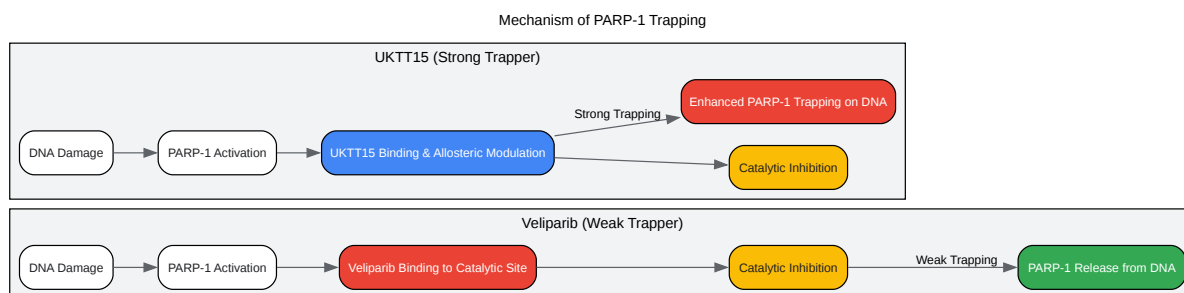 Mechanism of PARP-1 Trapping
UKTT15 (Strong Trapper)
DNA Damage
PARP-1 Activation
UKTT15 Binding & Allosteric Modulation
Strong Trapping
Enhanced PARP-1 Trapping on DNA
Catalytic Inhibition
Veliparib (Weak Trapper)
DNA Damage
PARP-1 Activation
Veliparib Binding to Catalytic Site
Catalytic Inhibition
Weak Trapping
PARP-1 Release from DNA